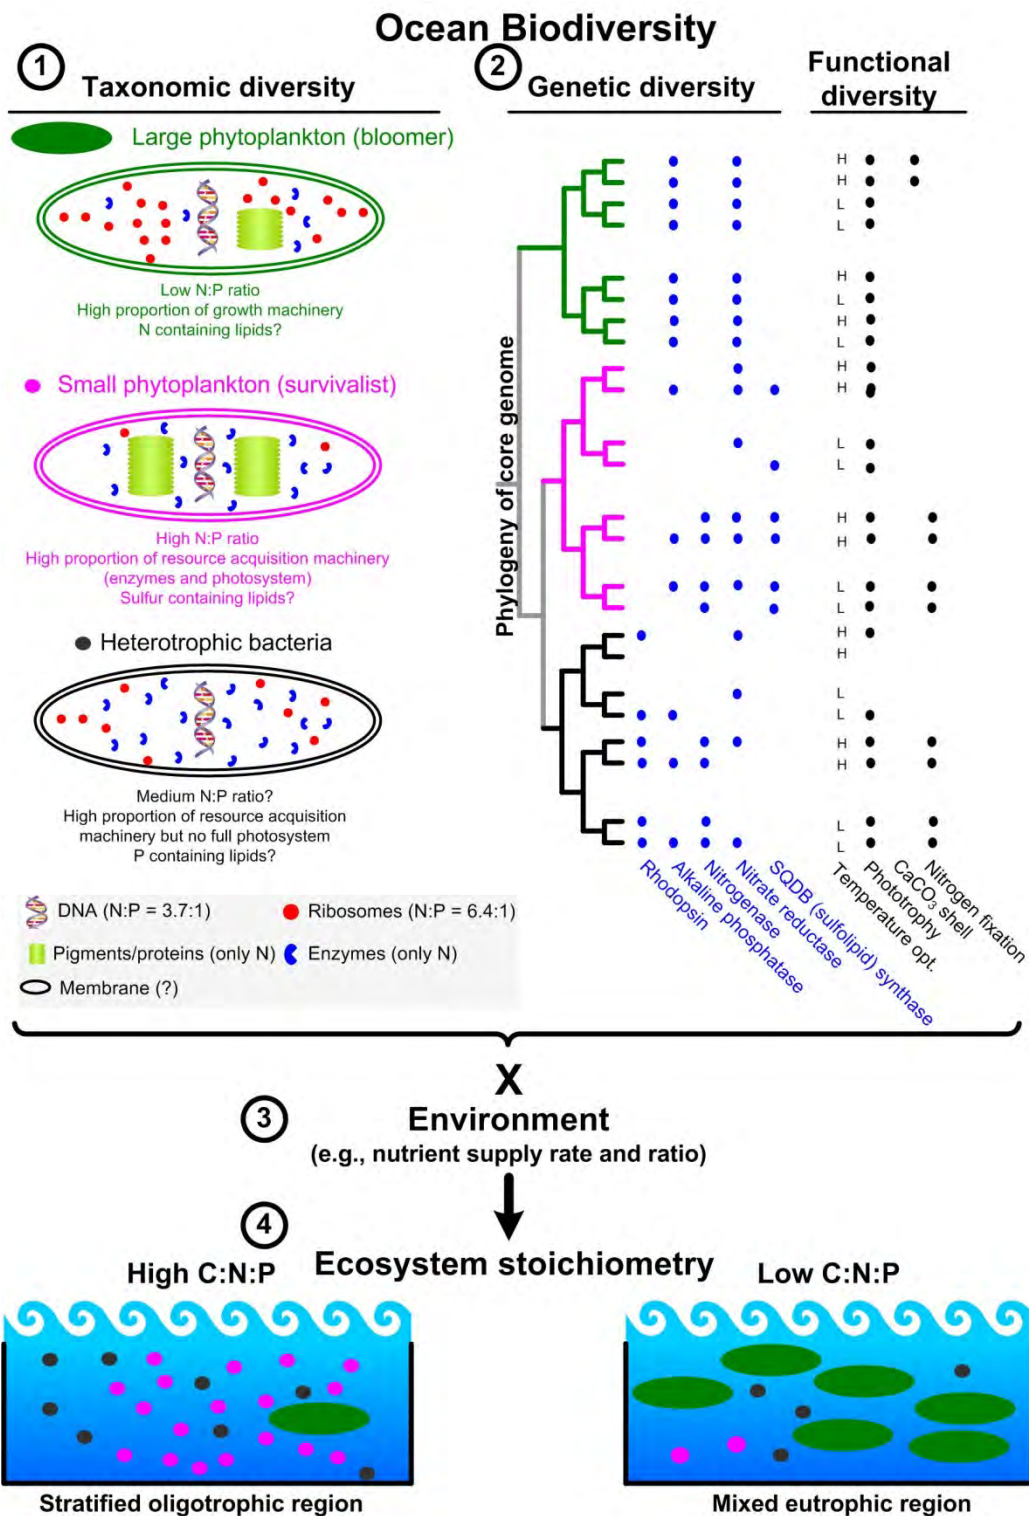 Ocean Biodiversity
1
Taxonomic diversity
Large phytoplankton (bloomer)
Low N:P ratio
High proportion of growth machinery
N containing lipids?
Small phytoplankton (survivalist)
High N:P ratio
High proportion of resource acquisition machinery
(enzymes and photosystem)
Sulfur containing lipids?
Heterotrophic bacteria
Medium N:P ratio?
High proportion of resource acquisition
machinery but no full photosystem
P containing lipids?
DNA (N:P = 3.7:1)
Ribosomes (N:P = 6.4:1)
Pigments/proteins (only N)
Enzymes (only N)
Membrane (?)
2
Genetic diversity
Functional
diversity
Phylogeny of core genome
H
H
L
L
H
L
H
L
H
H
L
L
H
H
L
L
H
H
L
L
H
H
L
L
Rhodopsin
Alkaline phosphatase
Nitrogenase
Nitrate reductase
SQDB (sulfolipid) synthase
Temperature opt.
Phototrophy
CaCO3 shell
Nitrogen fixation
X
3
Environment
(e.g., nutrient supply rate and ratio)
4
Ecosystem stoichiometry
High C:N:P
Low C:N:P
Stratified oligotrophic region
Mixed eutrophic region